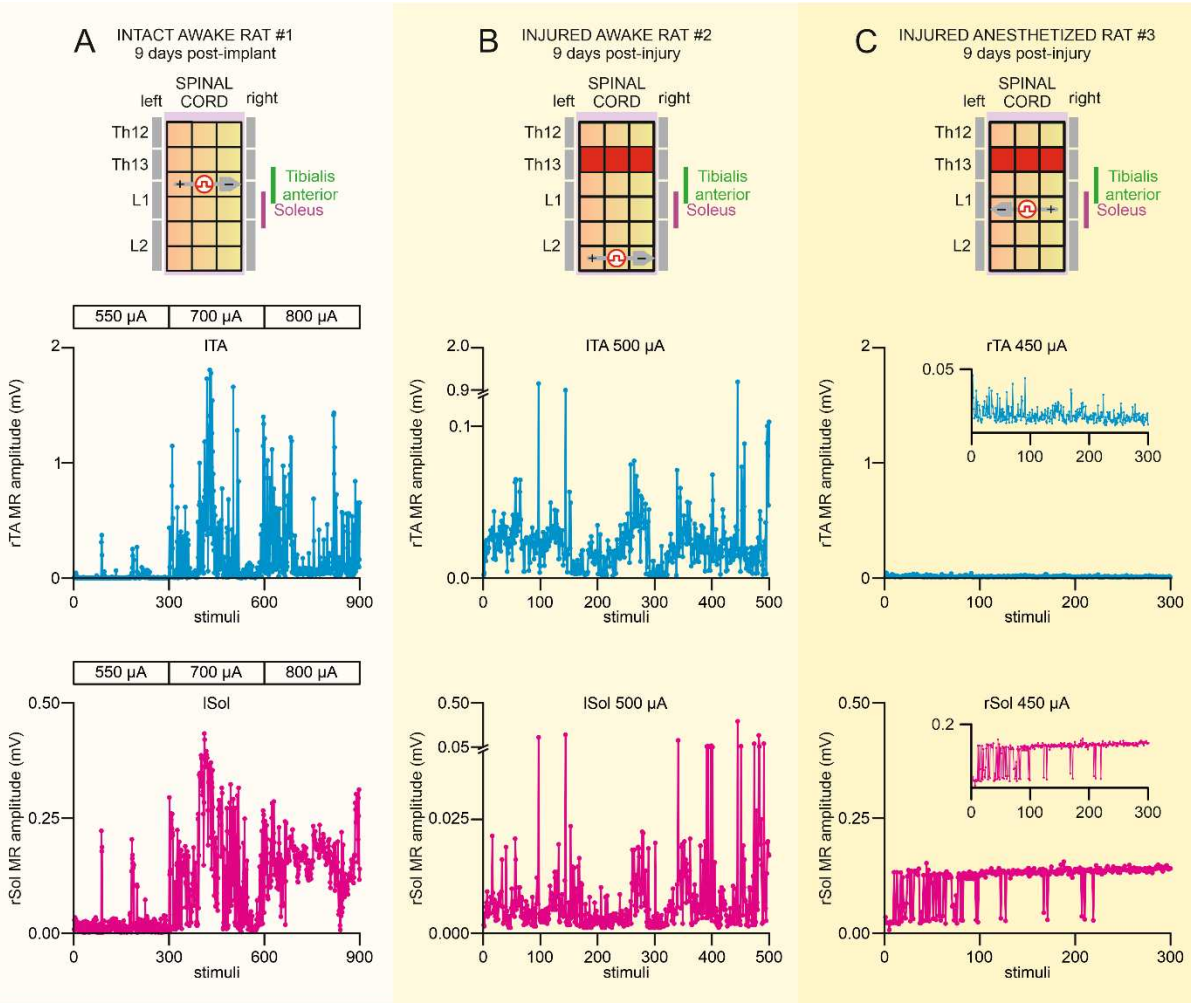 A
INTACT AWAKE RAT #1
9 days post-implant
SPINAL
CORD
left
right
Th12
Th13
L1
L2
+
−
Tibialis
anterior
Soleus
550 µA
700 µA
800 µA
lTA
rTA MR amplitude (mV)
2
1
0
0
300
600
900
stimuli
550 µA
700 µA
800 µA
lSol
rSol MR amplitude (mV)
0.50
0.25
0.00
0
300
600
900
stimuli
B
INJURED AWAKE RAT #2
9 days post-injury
SPINAL
CORD
left
right
Th12
Th13
L1
L2
+
−
Tibialis
anterior
Soleus
lTA 500 µA
rTA MR amplitude (mV)
2.0
0.9
0.1
0.0
0
100
200
300
400
500
stimuli
lSol 500 µA
rSol MR amplitude (mV)
0.50
0.05
0.025
0.000
0
100
200
300
400
500
stimuli
C
INJURED ANESTHETIZED RAT #3
9 days post-injury
SPINAL
CORD
left
right
Th12
Th13
L1
L2
−
+
Tibialis
anterior
Soleus
rTA 450 µA
0.05
0
100
200
300
rTA MR amplitude (mV)
2
1
0
0
100
200
300
stimuli
rSol 450 µA
0.2
0
100
200
300
rSol MR amplitude (mV)
0.50
0.25
0.00
0
100
200
300
stimuli